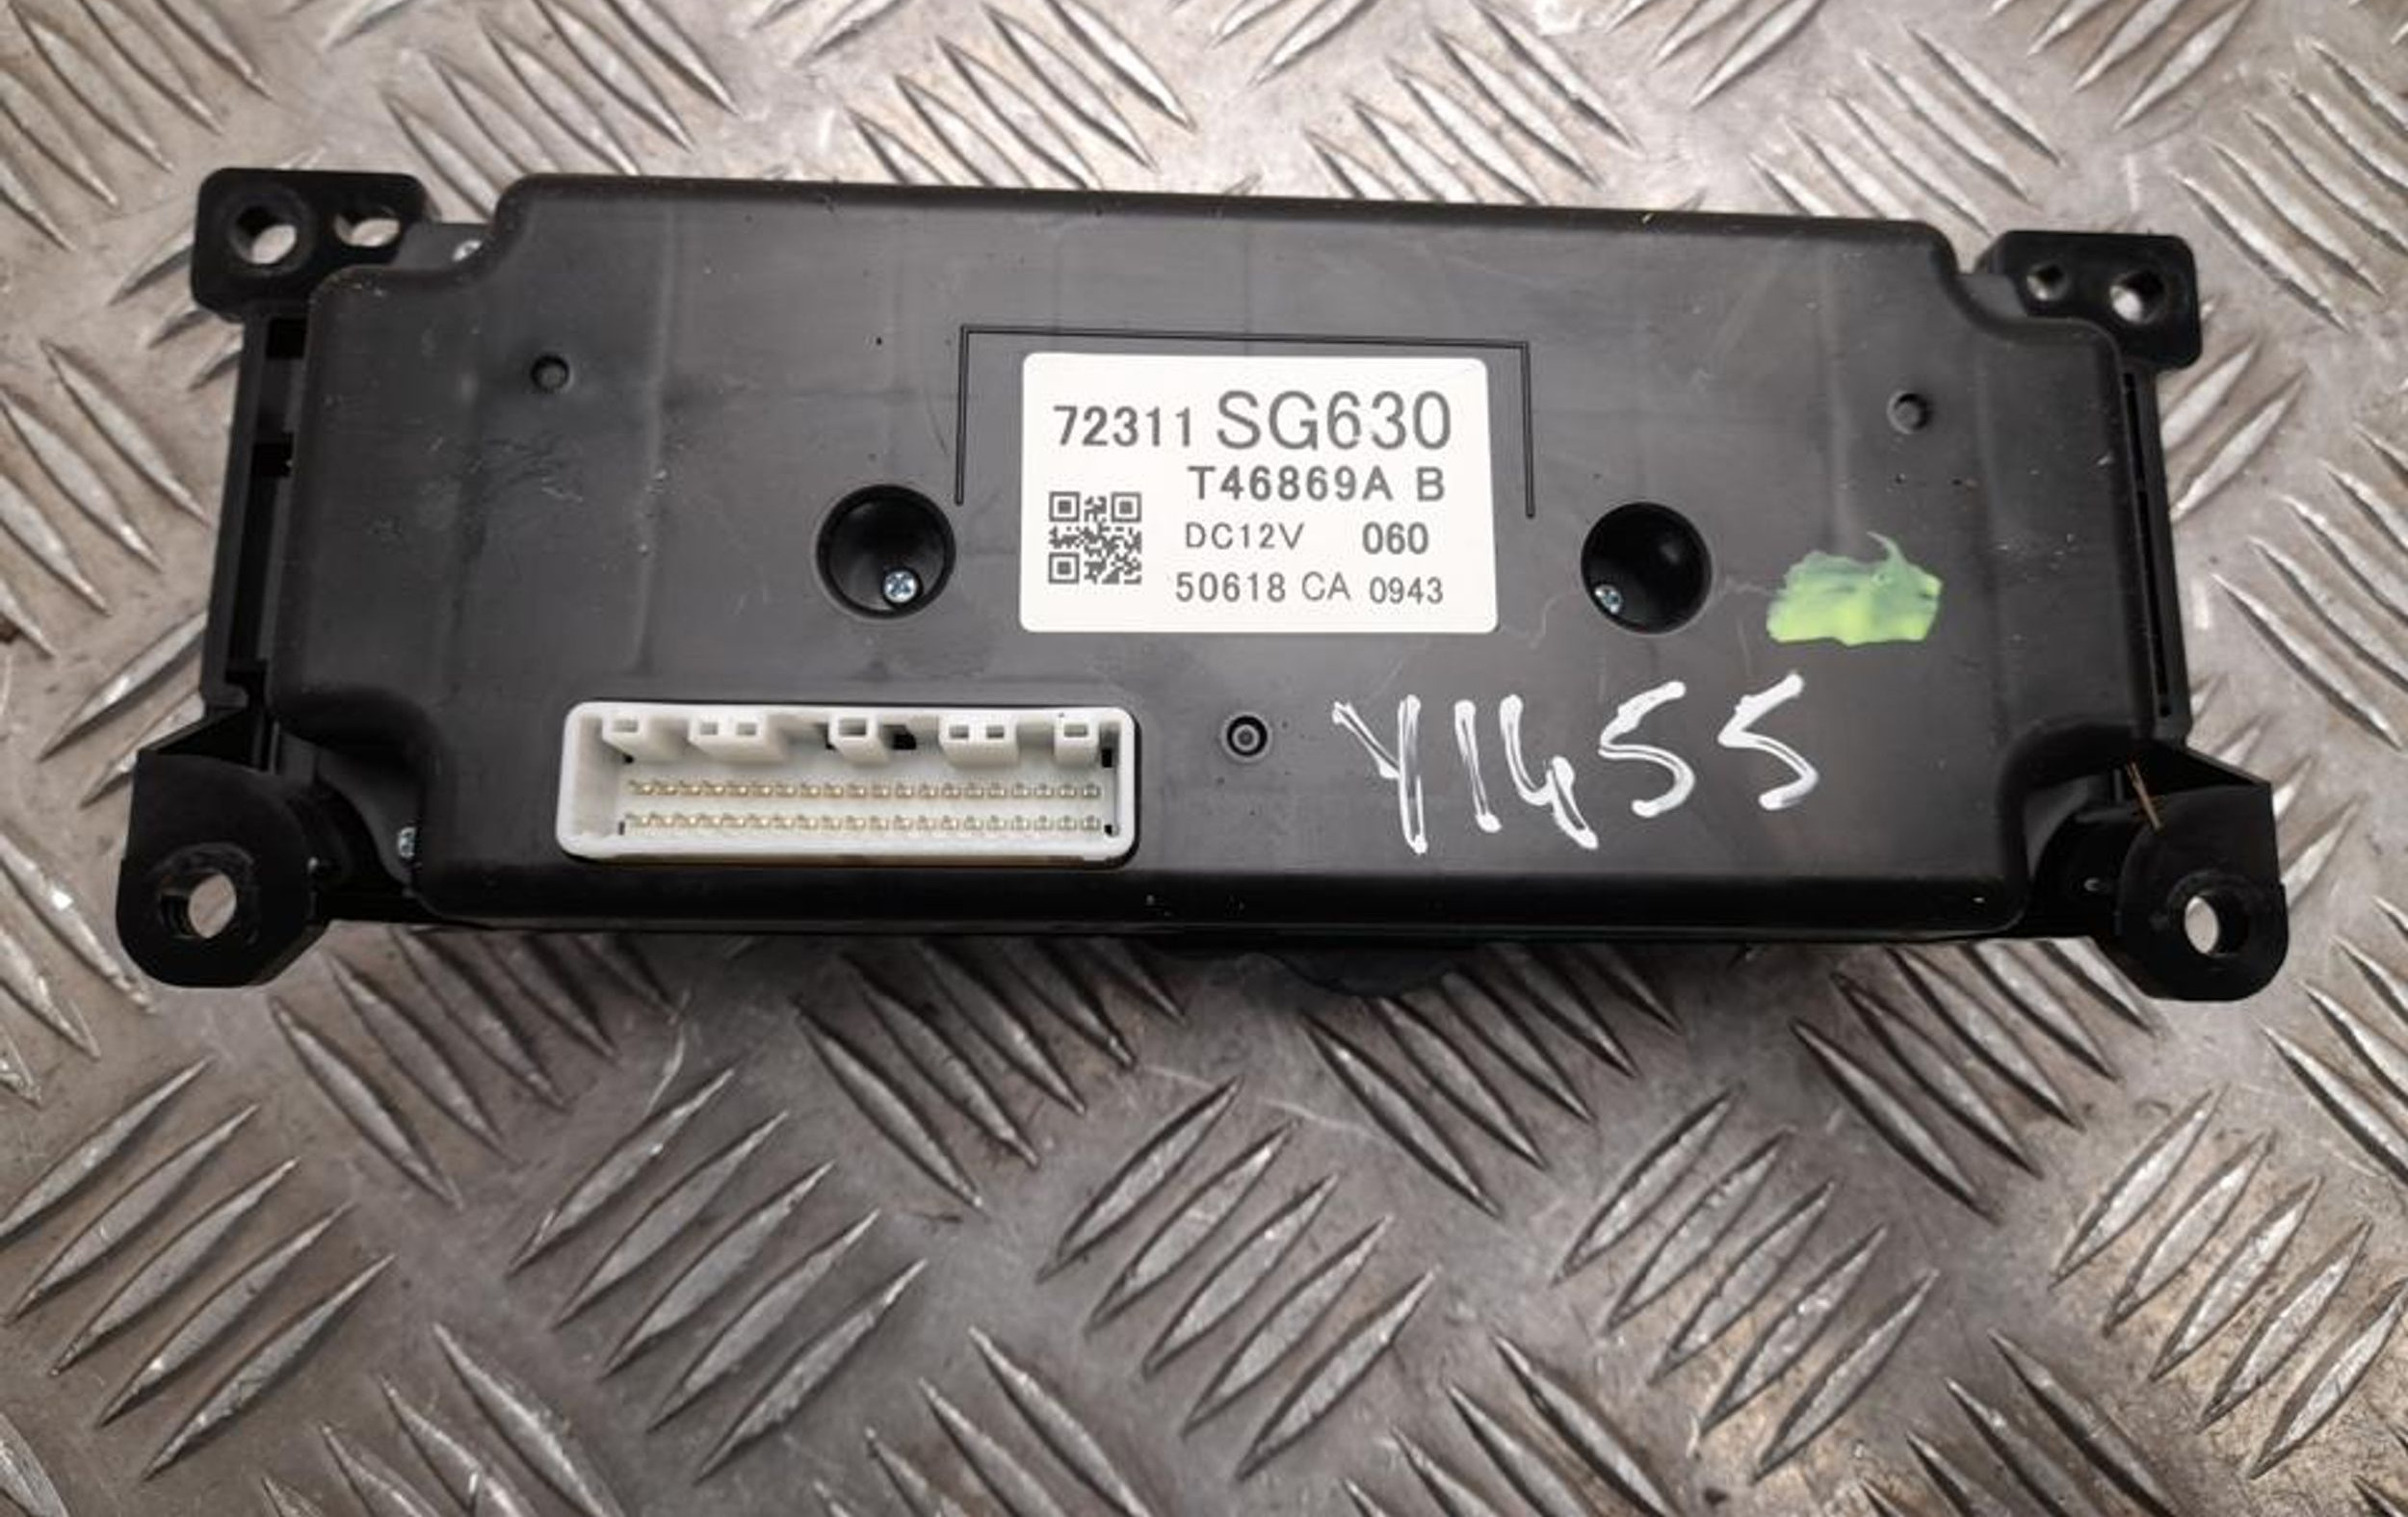 72311 SG630
T46869A B
DC12V 060
50618 CA 0943
Y1455